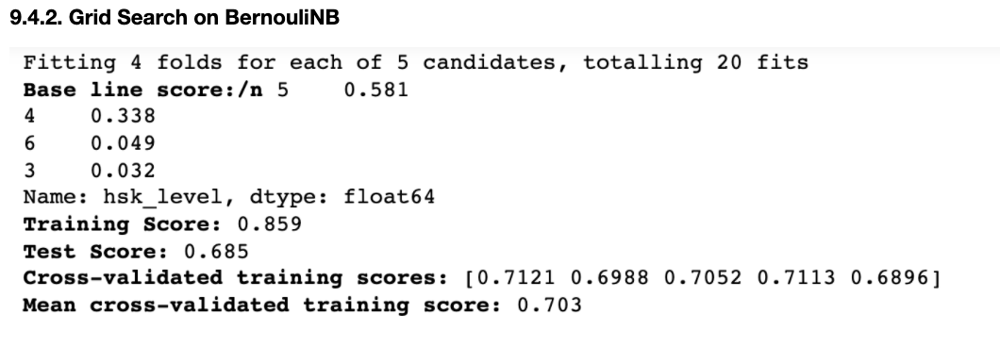 9.4.2. Grid Search on BernouliNB
Fitting 4 folds for each of 5 candidates, totalling 20 fits
Base line score:/n 5    0.581
4    0.338
6    0.049
3    0.032
Name: hsk_level, dtype: float64
Training Score: 0.859
Test Score: 0.685
Cross-validated training scores: [0.7121 0.6988 0.7052 0.7113 0.6896]
Mean cross-validated training score: 0.703